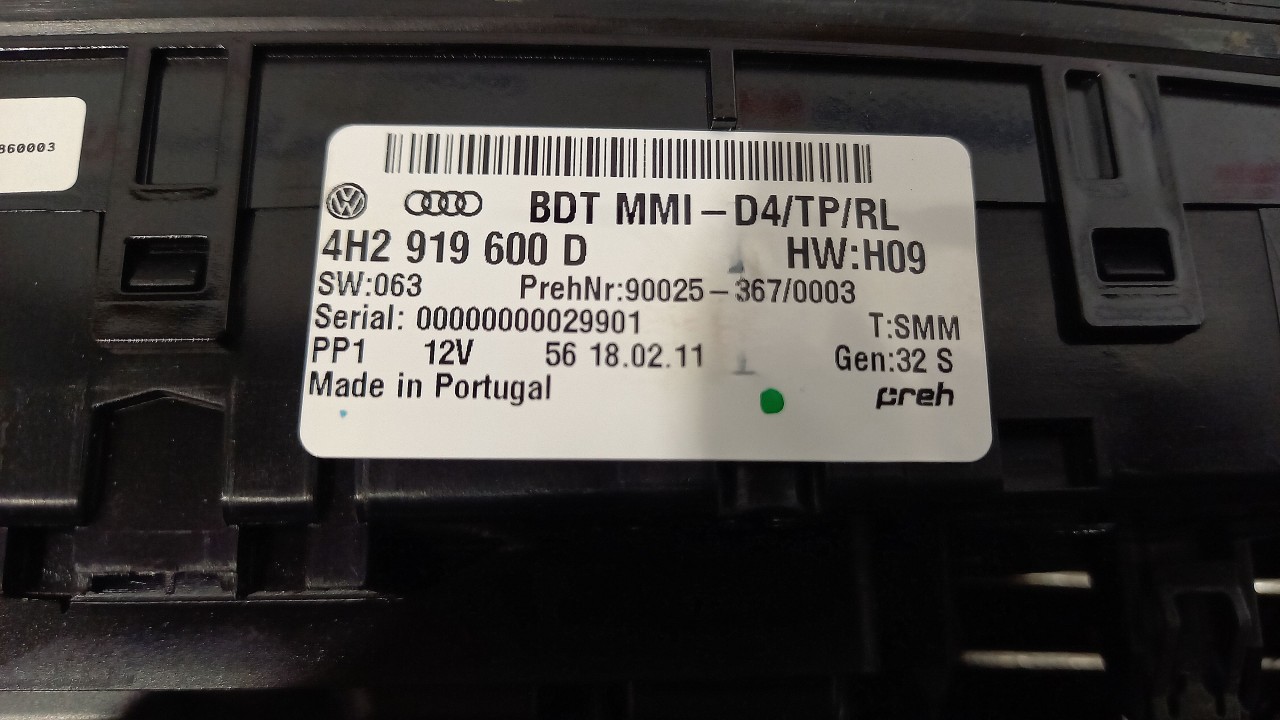 860003
BDT MMI – D4/TP/RL
4H2 919 600 D HW:H09
SW:063 PrehNr:90025 – 367/0003
Serial: 00000000029901 T:SMM
PP1 12V 56 18.02.11 Gen:32 S
Made in Portugal preh